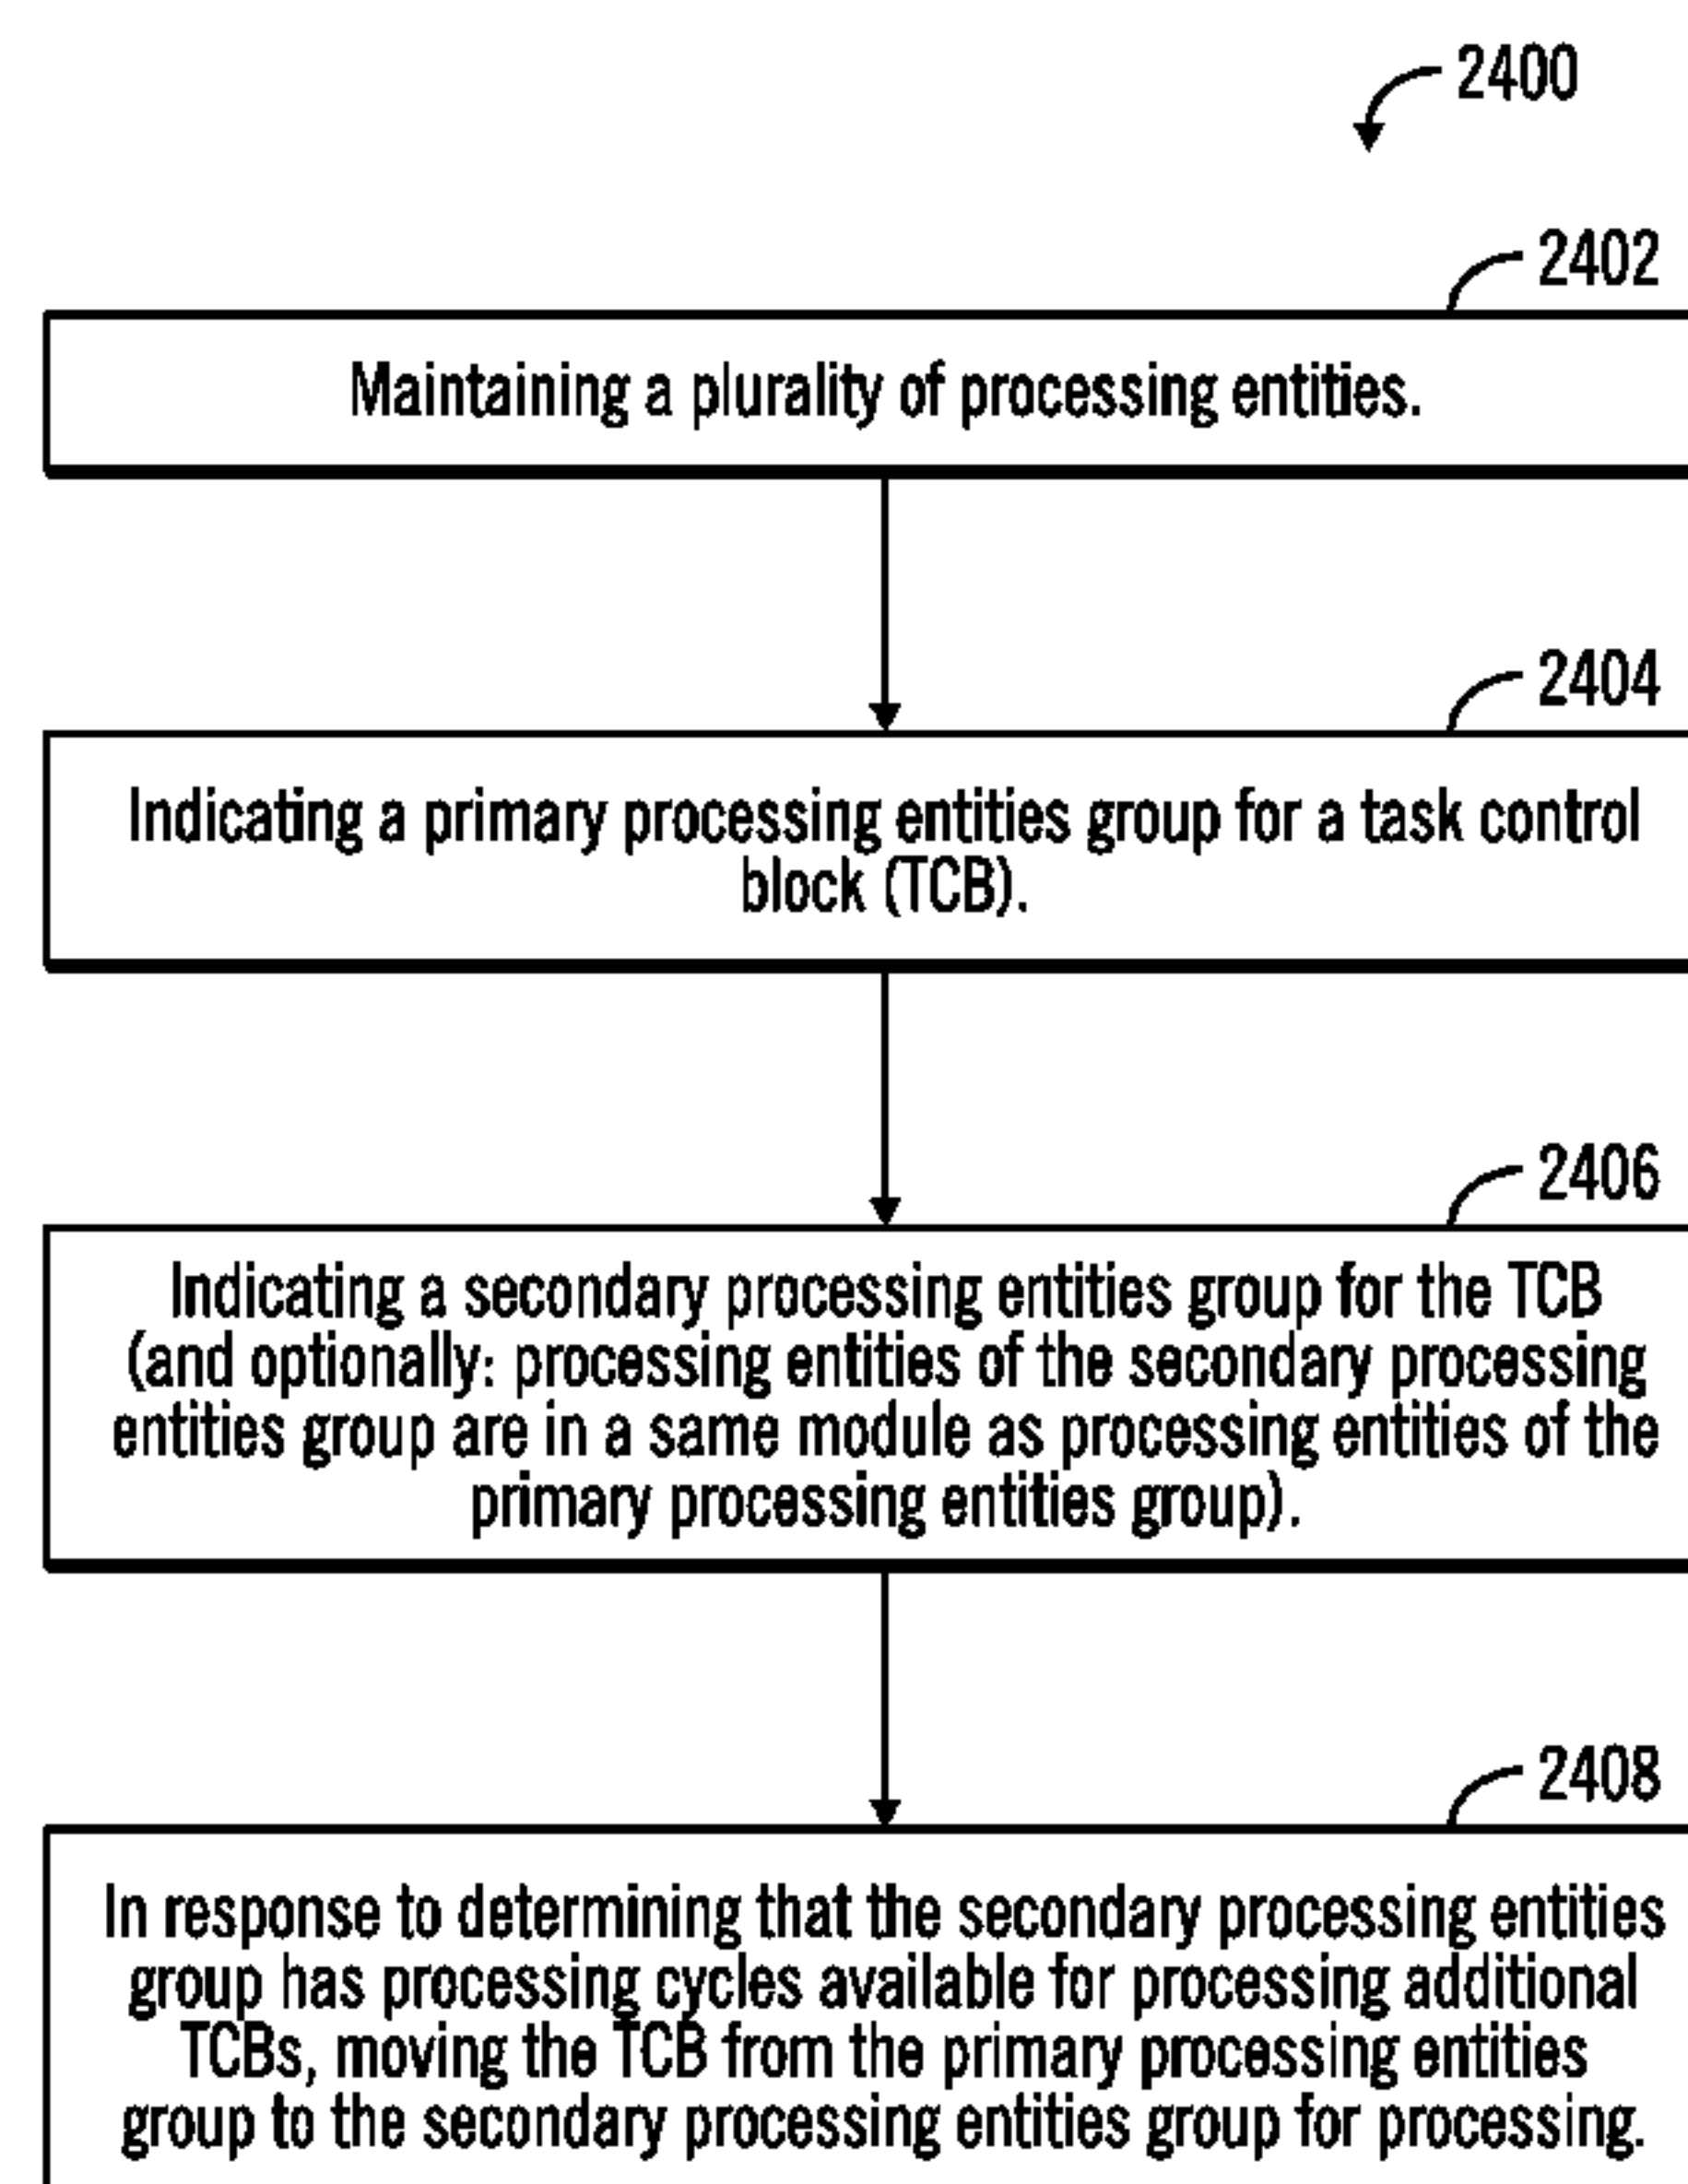 2400
2402
Maintaining a plurality of processing entities.
2404
Indicating a primary processing entities group for a task control
block (TCB).
2406
Indicating a secondary processing entities group for the TCB
(and optionally: processing entities of the secondary processing
entities group are in a same module as processing entities of the
primary processing entities group).
2408
In response to determining that the secondary processing entities
group has processing cycles available for processing additional
TCBs, moving the TCB from the primary processing entities
group to the secondary processing entities group for processing.